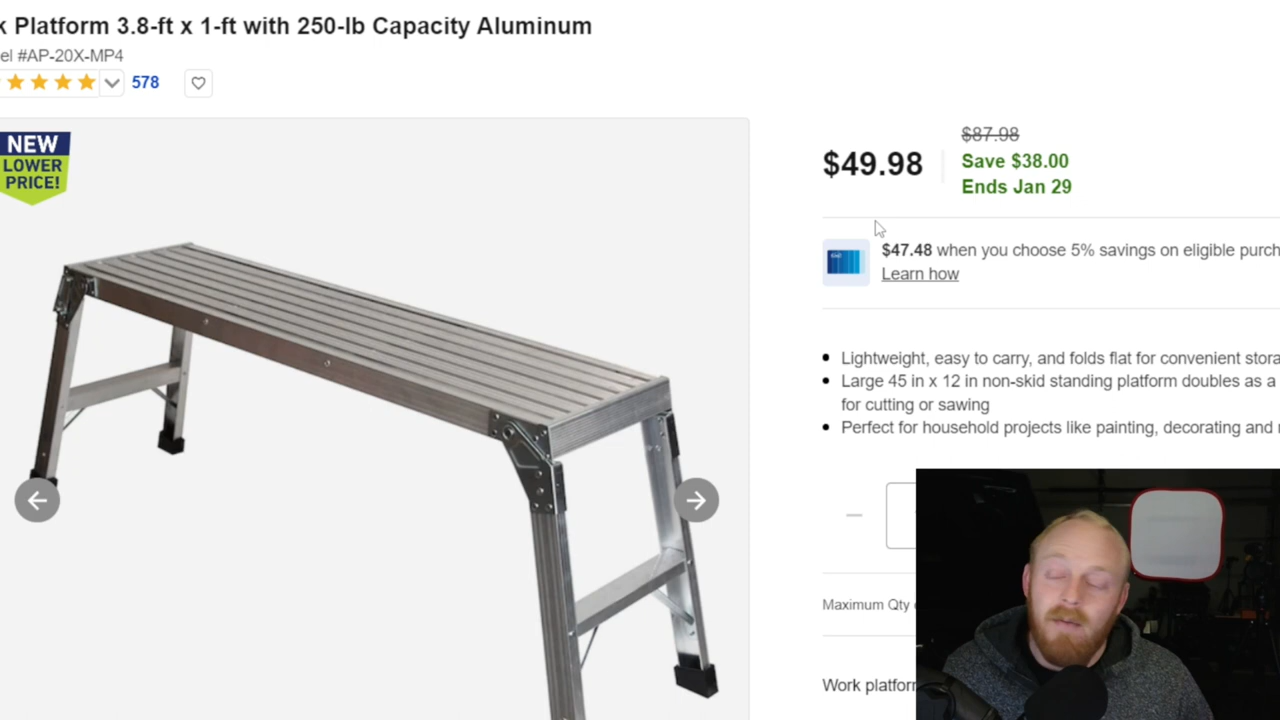 k Platform 3.8-ft x 1-ft with 250-lb Capacity Aluminum
el #AP-20X-MP4
578
NEW
LOWER
PRICE!
$87.98
$49.98
Save $38.00
Ends Jan 29
$47.48 when you choose 5% savings on eligible purch
Learn how
Lightweight, easy to carry, and folds flat for convenient stora
Large 45 in x 12 in non-skid standing platform doubles as a
for cutting or sawing
Perfect for household projects like painting, decorating and
Maximum Qty
Work platform